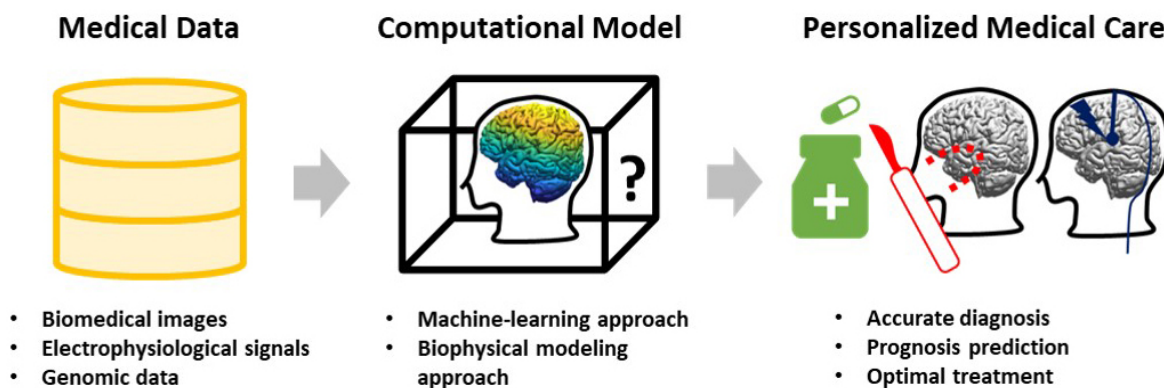 Medical Data
Computational Model
Personalized Medical Care
?
+
• Biomedical images
• Electrophysiological signals
• Genomic data
• Machine-learning approach
• Biophysical modeling
approach
• Accurate diagnosis
• Prognosis prediction
• Optimal treatment